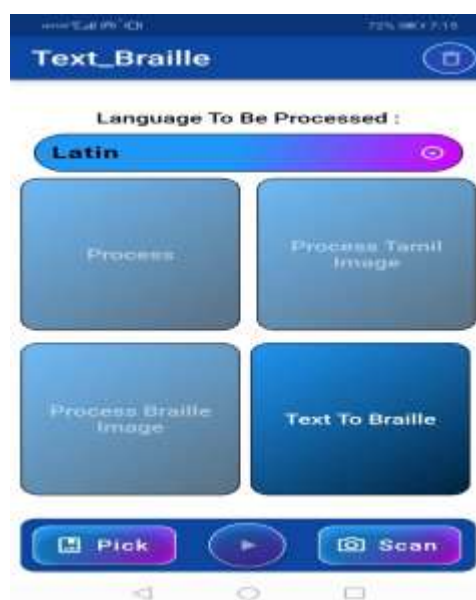 Text_Braille
Language To Be Processed :
Latin
Process
Process Tamil
Image
Process Braille
Image
Text To Braille
Pick
Scan